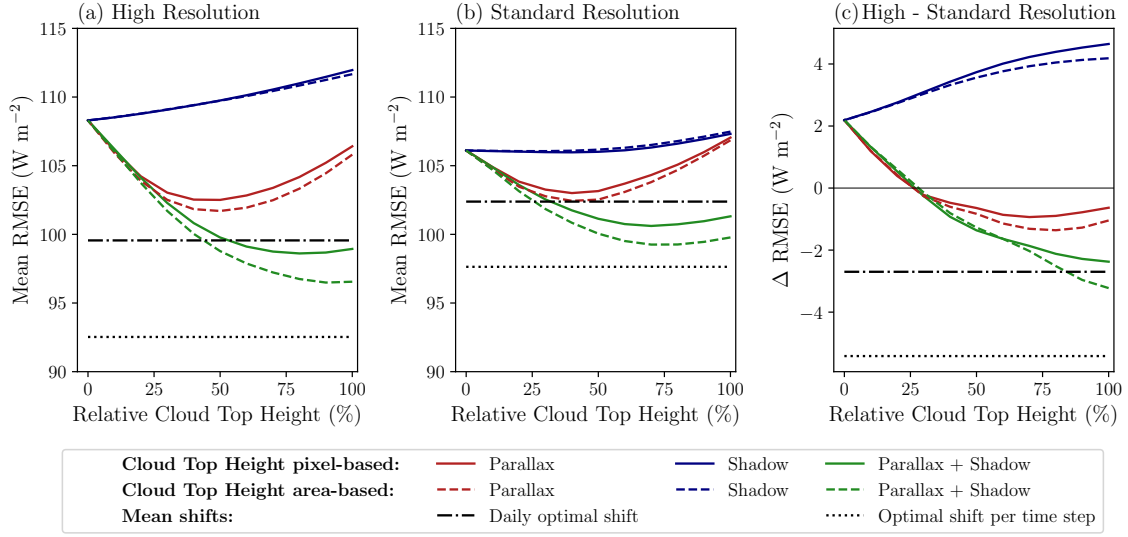 (a) High Resolution
(b) Standard Resolution
(c) High - Standard Resolution
Mean RMSE (W m⁻²)
115
110
105
100
95
90
0 25 50 75 100
Relative Cloud Top Height (%)
Mean RMSE (W m⁻²)
115
110
105
100
95
90
0 25 50 75 100
Relative Cloud Top Height (%)
Δ RMSE (W m⁻²)
4
2
0
−2
−4
0 25 50 75 100
Relative Cloud Top Height (%)
Cloud Top Height pixel-based: Parallax Shadow Parallax + Shadow
Cloud Top Height area-based: Parallax Shadow Parallax + Shadow
Mean shifts: Daily optimal shift Optimal shift per time step